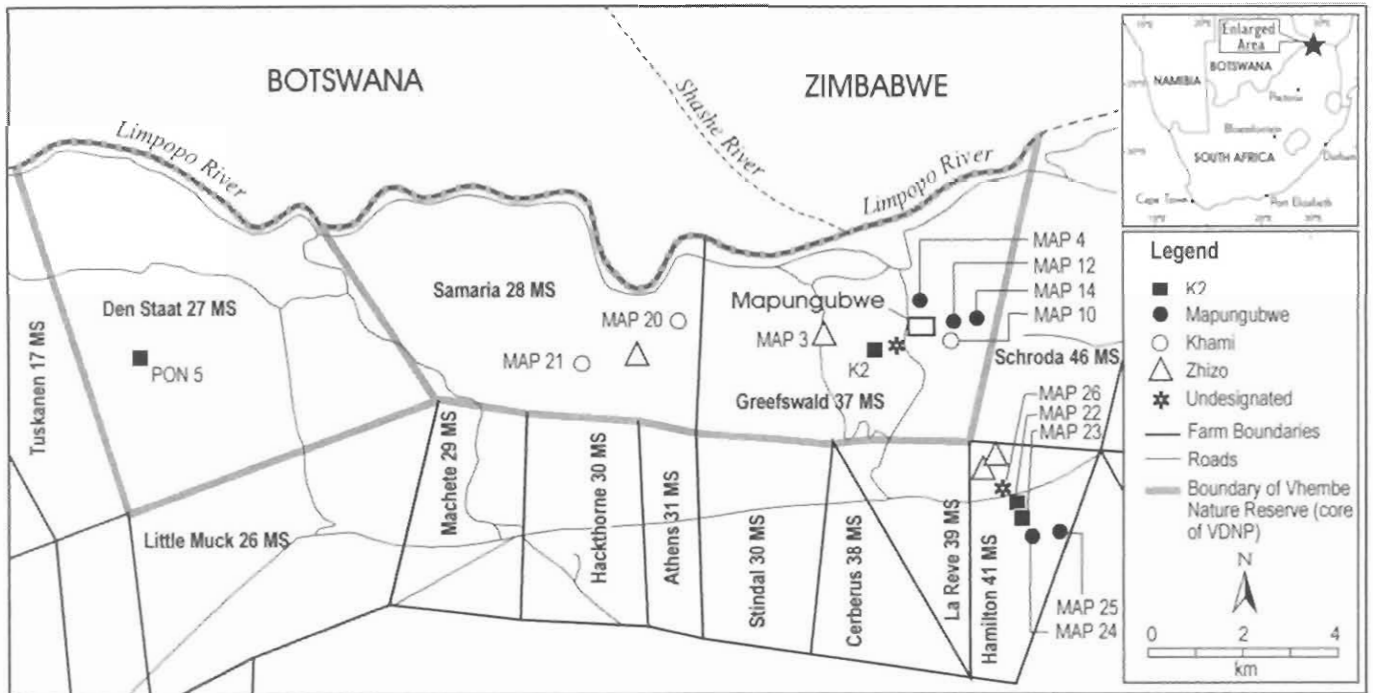 BOTSWANA
ZIMBABWE
Limpopo River
Shashe River
Limpopo River
Tuskanen 17 MS
Den Staat 27 MS
PON 5
Samaria 28 MS
MAP 20
MAP 21
Mapungubwe
MAP 3
K2
Greefswald 37 MS
MAP 4
MAP 12
MAP 14
MAP 10
Schroda 46 MS
MAP 26
MAP 22
MAP 23
Little Muck 26 MS
Machete 29 MS
Hackthorne 30 MS
Athens 31 MS
Stindal 30 MS
Cerberus 38 MS
La Reve 39 MS
Hamilton 41 MS
MAP 25
MAP 24
Enlarged
Area
NAMIBIA
BOTSWANA
Pretoria
Bloemfontein
SOUTH AFRICA
Durham
Cape Town
Port Elizabeth
Legend
K2
Mapungubwe
Khami
Zhizo
Undesignated
Farm Boundaries
Roads
Boundary of Vhembe
Nature Reserve (core
of VDNP)
N
0 2 4
km